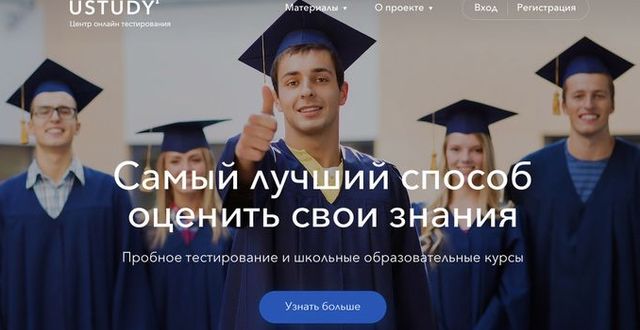 USTUDY
Центр онлайн тестирования
Материалы
О проекте
Вход
Регистрация
Самый лучший способ
оценить свои знания
Пробное тестирование и школьные образовательные курсы
Узнать больше